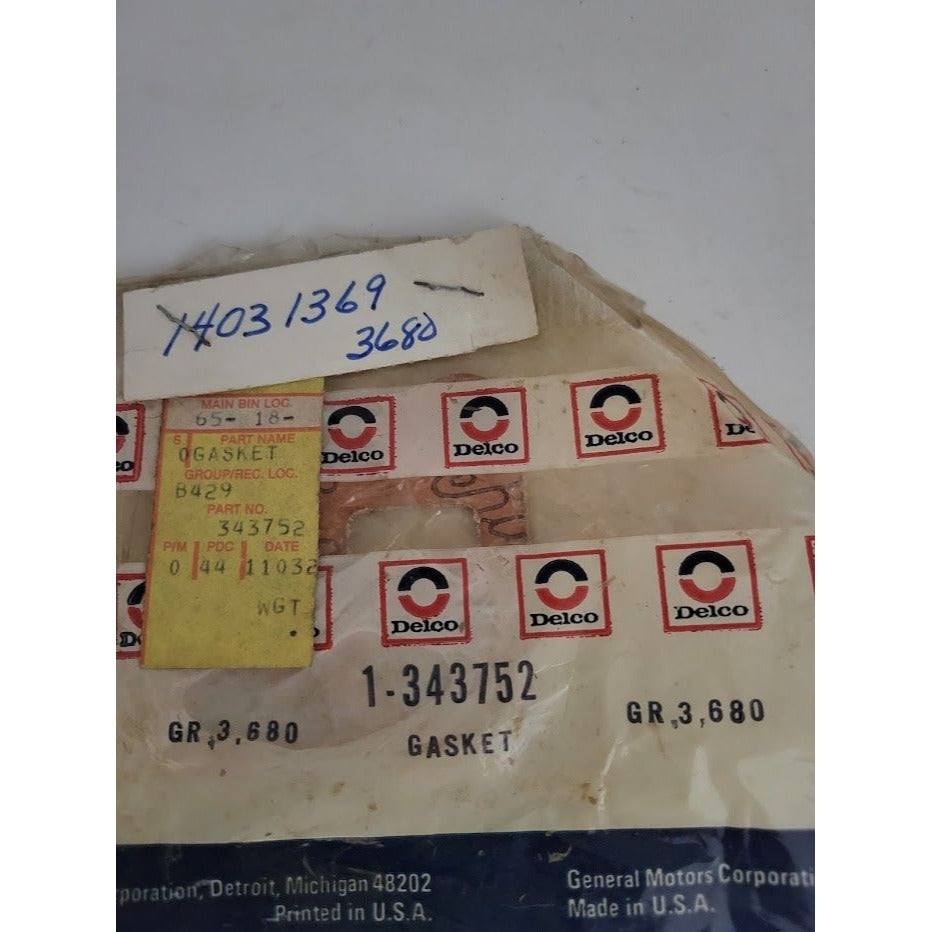 14031369
3680
MAIN BIN LOC.
65- 18-
S PART NAME
0GASKET
GROUP/REC. LOC.
B429
PART NO.
343752
P/M PDC DATE
0 44 11032
WGT
Delco
Delco
Delco
Delco
Delco
Delco
1-343752
GR.3,680
GASKET
GR.3,680
poration, Detroit, Michigan 48202
Printed in U.S.A.
General Motors Corporati
Made in U.S.A.